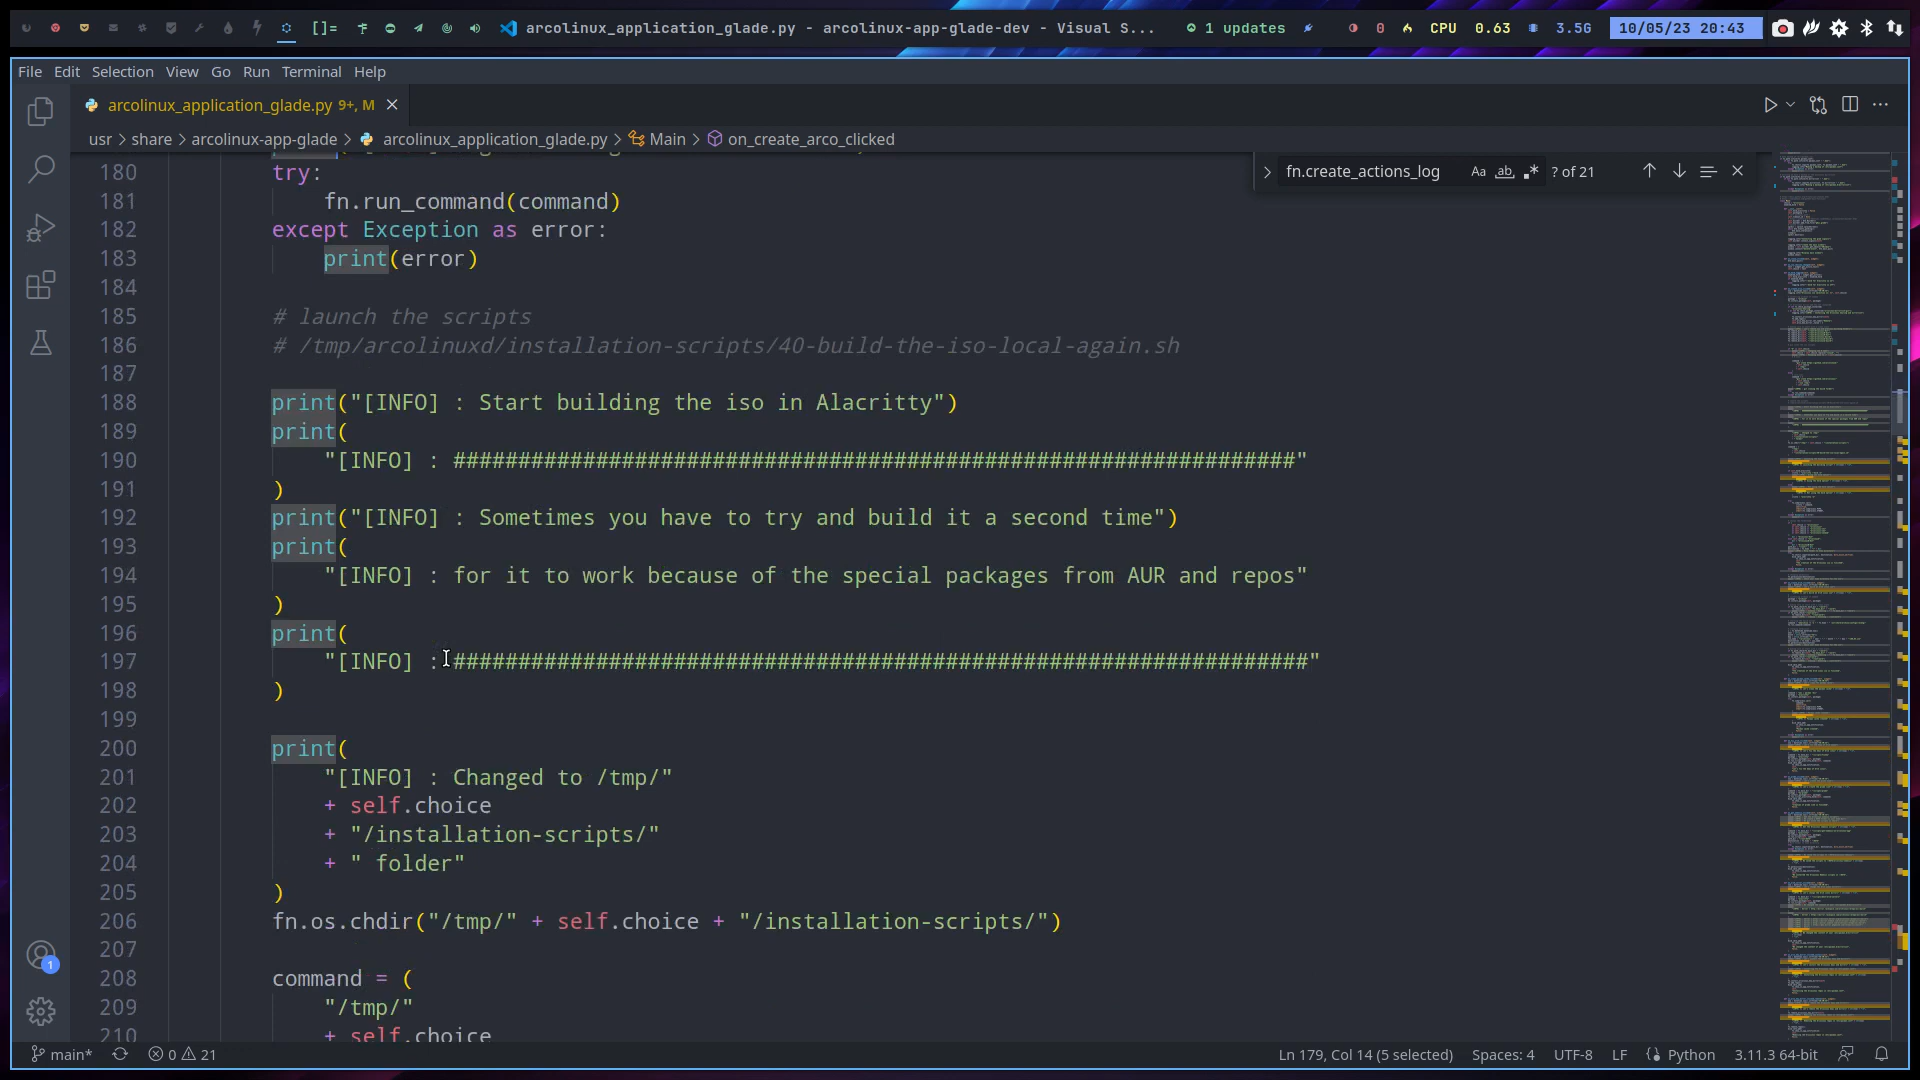 []= arcolinux_application_glade.py - arcolinux-app-glade-dev - Visual S... 1 updates 0 CPU 0.63 3.5G 10/05/23 20:43
File Edit Selection View Go Run Terminal Help
arcolinux_application_glade.py 9+, M
usr > share > arcolinux-app-glade > arcolinux_application_glade.py > Main > on_create_arco_clicked
fn.create_actions_log Aa ab ? of 21
180 try:
181 fn.run_command(command)
182 except Exception as error:
183 print(error)
184
185 # launch the scripts
186 # /tmp/arcolinuxd/installation-scripts/40-build-the-iso-local-again.sh
187
188 print("[INFO] : Start building the iso in Alacritty")
189 print(
190 "[INFO] : #################################################################"
191 )
192 print("[INFO] : Sometimes you have to try and build it a second time")
193 print(
194 "[INFO] : for it to work because of the special packages from AUR and repos"
195 )
196 print(
197 "[INFO] : ##################################################################"
198 )
199
200 print(
201 "[INFO] : Changed to /tmp/"
202 + self.choice
203 + "/installation-scripts/"
204 + " folder"
205 )
206 fn.os.chdir("/tmp/" + self.choice + "/installation-scripts/")
207
208 command = (
209 "/tmp/"
210 + self.choice
1
main* 0 21 Ln 179, Col 14 (5 selected) Spaces: 4 UTF-8 LF Python 3.11.3 64-bit